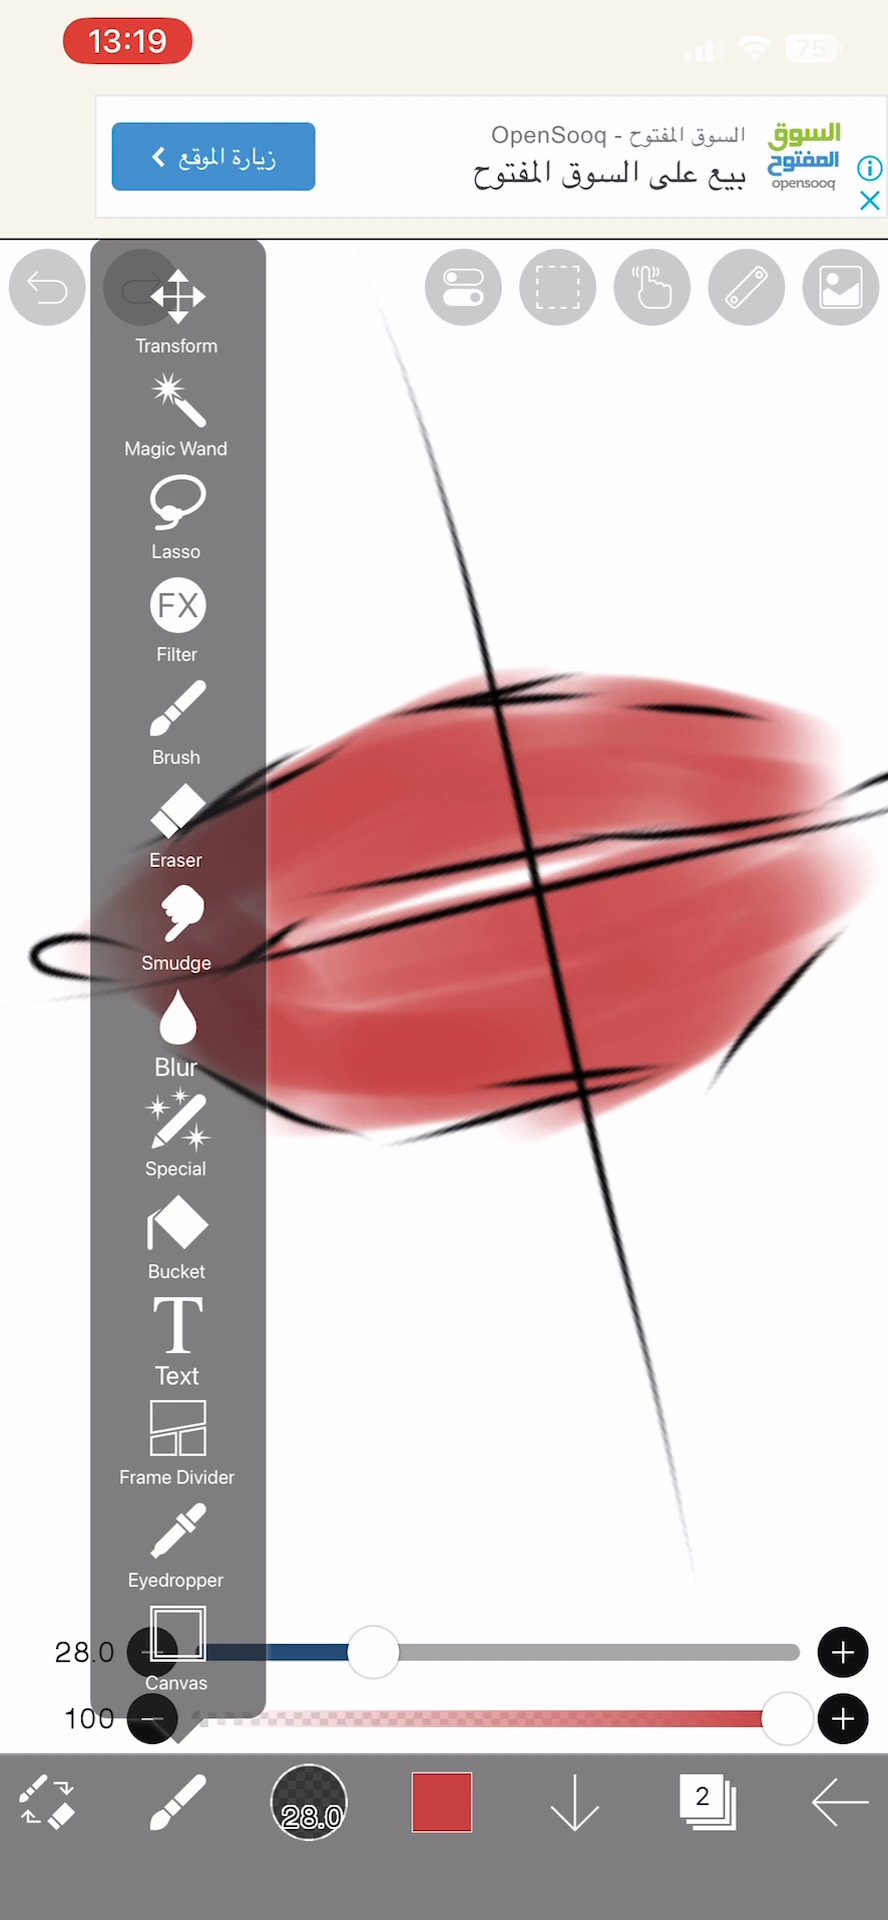 13:19
75
السوق المفتوح - OpenSooq
بيع على السوق المفتوح
زيارة الموقع
السوق
المفتوح
opensooq
Transform
Magic Wand
Lasso
FX
Filter
Brush
Eraser
Smudge
Blur
Special
Bucket
T
Text
Frame Divider
Eyedropper
Canvas
28.0
100
28.0
2